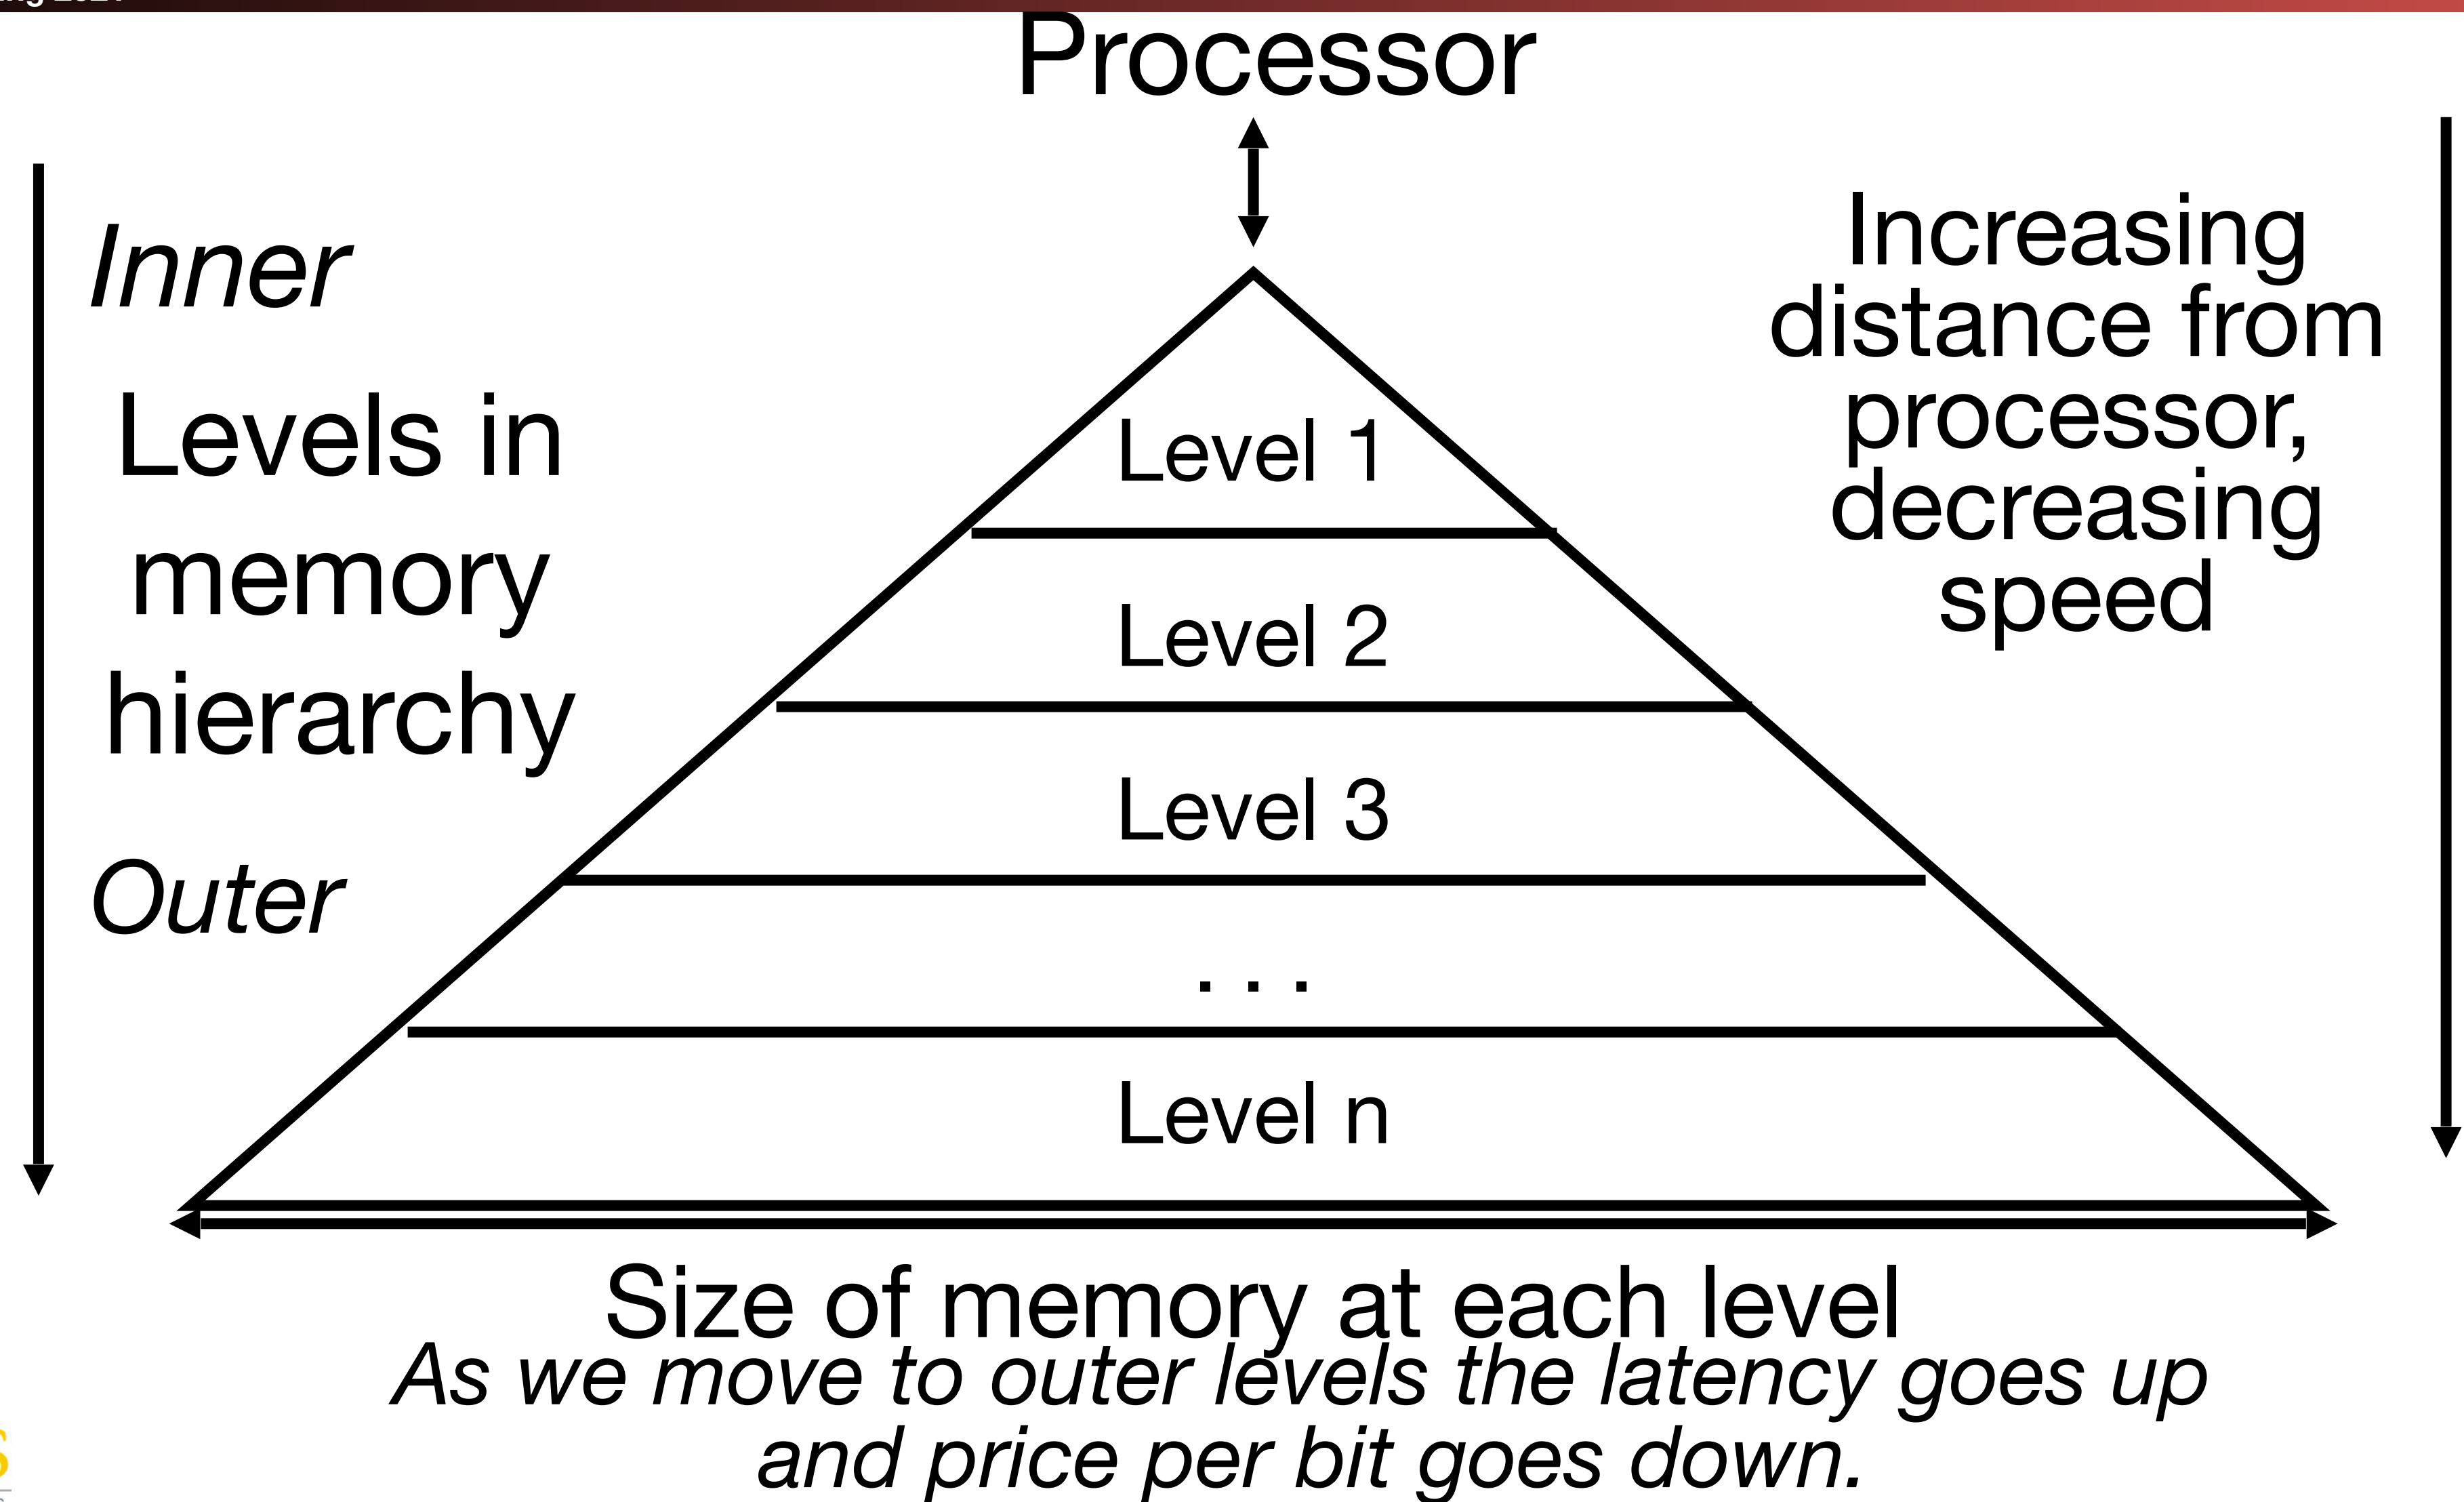 Processor
Inner
Levels in
memory
hierarchy
Outer
Increasing
distance from
processor,
decreasing
speed
Level 1
Level 2
Level 3
. . .
Level n
Size of memory at each level
As we move to outer levels the latency goes up
and price per bit goes down.